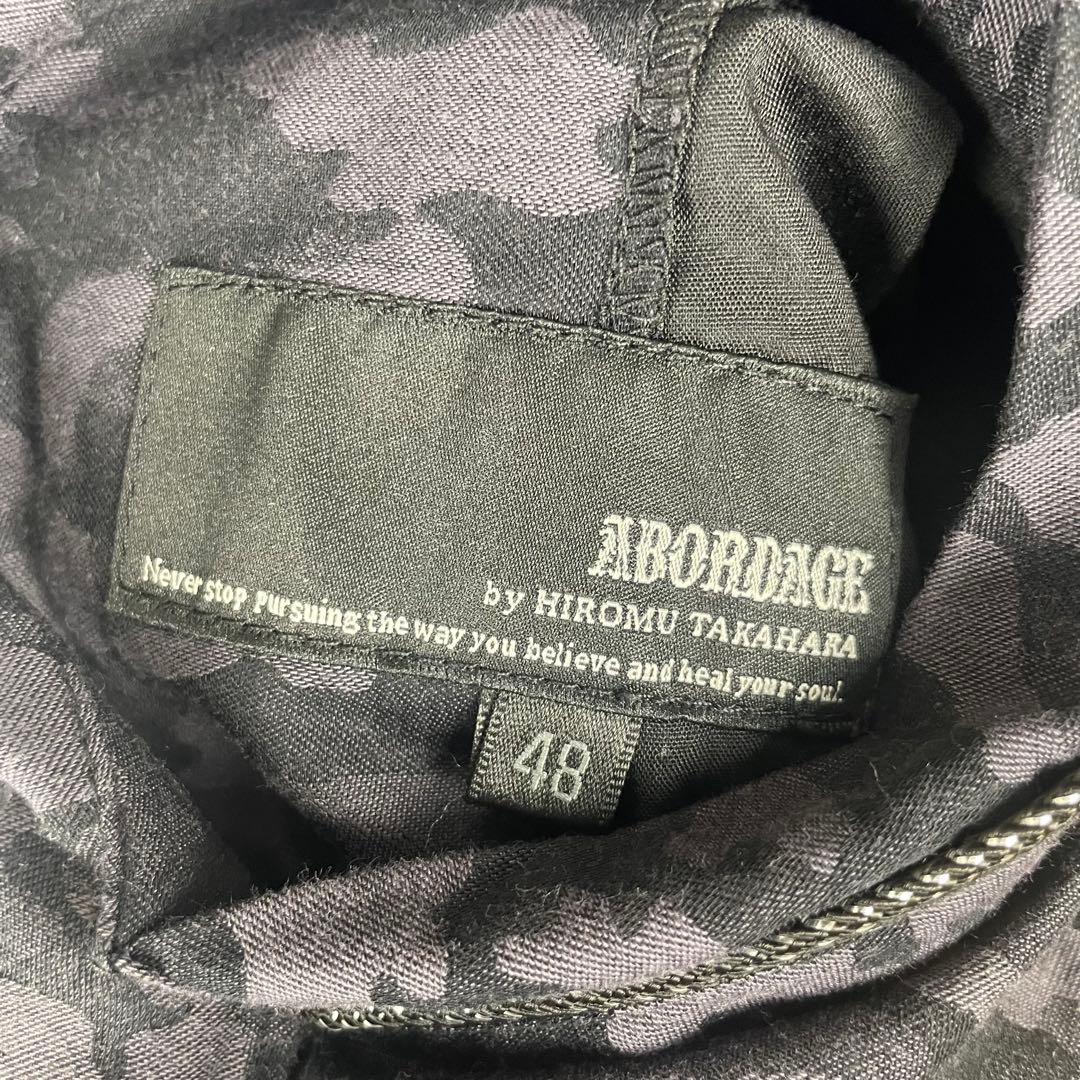 ABORDAGE
by HIROMU TAKAHARA
Never stop Pursuing the way you believe and heal your soul.
48